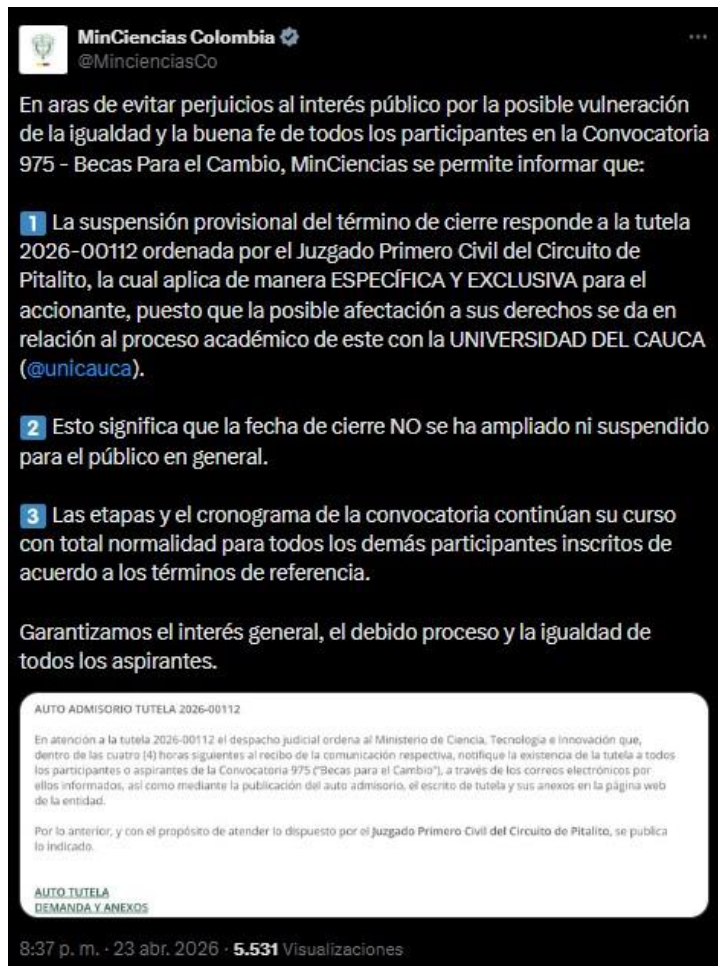 MinCiencias Colombia
@MincienciasCo
En aras de evitar perjuicios al interés público por la posible vulneración
de la igualdad y la buena fe de todos los participantes en la Convocatoria
975 - Becas Para el Cambio, MinCiencias se permite informar que:
1 La suspensión provisional del término de cierre responde a la tutela
2026-00112 ordenada por el Juzgado Primero Civil del Circuito de
Pitalito, la cual aplica de manera ESPECÍFICA Y EXCLUSIVA para el
accionante, puesto que la posible afectación a sus derechos se da en
relación al proceso académico de este con la UNIVERSIDAD DEL CAUCA
(@unicauca).
2 Esto significa que la fecha de cierre NO se ha ampliado ni suspendido
para el público en general.
3 Las etapas y el cronograma de la convocatoria continúan su curso
con total normalidad para todos los demás participantes inscritos de
acuerdo a los términos de referencia.
Garantizamos el interés general, el debido proceso y la igualdad de
todos los aspirantes.
AUTO ADMISORIO TUTELA 2026-00112
En atención a la tutela 2026-00112 el despacho judicial ordena al Ministerio de Ciencia, Tecnología e Innovación que,
dentro de las cuatro (4) horas siguientes al recibo de la comunicación respectiva, notifique la existencia de la tutela a todos
los participantes o aspirantes de la Convocatoria 975 ("Becas para el Cambio"), a través de los correos electrónicos por
ellos informados, así como mediante la publicación del auto admisorio, el escrito de tutela y sus anexos en la página web
de la entidad.
Por lo anterior, y con el propósito de atender lo dispuesto por el Juzgado Primero Civil del Circuito de Pitalito, se publica
lo indicado.
AUTO TUTELA
DEMANDA Y ANEXOS
8:37 p. m. · 23 abr. 2026 · 5.531 Visualizaciones